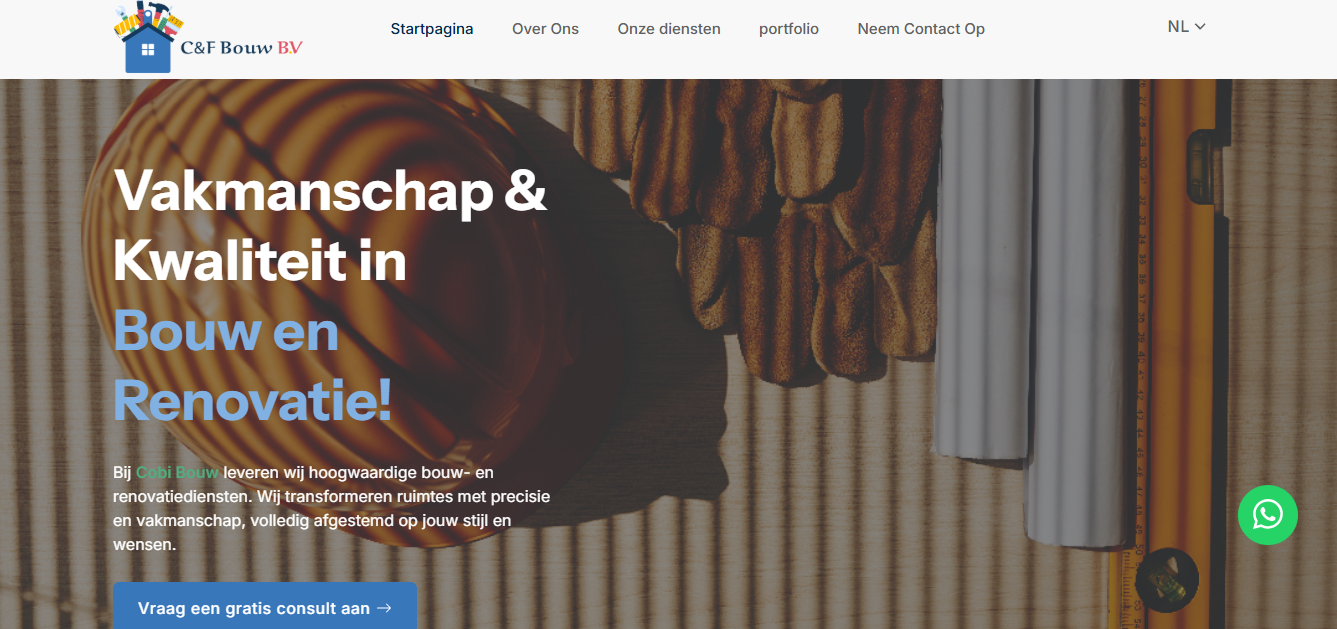 C&F Bouw BV
Startpagina
Over Ons
Onze diensten
portfolio
Neem Contact Op
NL
Vakmanschap &
Kwaliteit in
Bouw en
Renovatie!
Bij Cobi Bouw leveren wij hoogwaardige bouw- en
renovatiediensten. Wij transformeren ruimtes met precisie
en vakmanschap, volledig afgestemd op jouw stijl en
wensen.
Vraag een gratis consult aan →